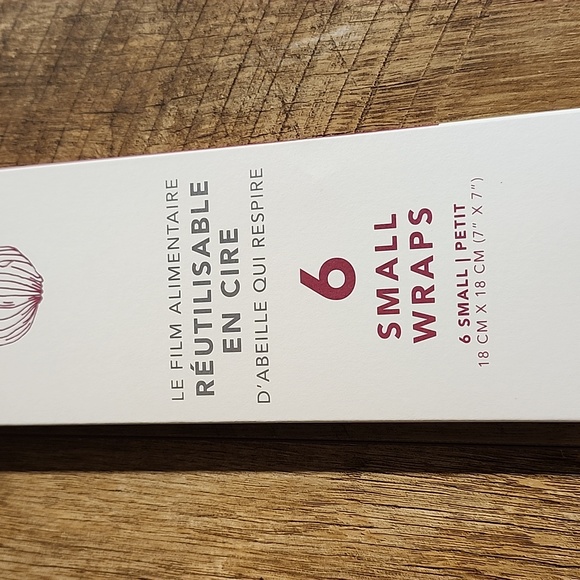 LE FILM ALIMENTAIRE
RÉUTILISABLE
EN CIRE
D'ABEILLE QUI RESPIRE
6
SMALL
WRAPS
6 SMALL | PETIT
18 CM X 18 CM (7" X 7")